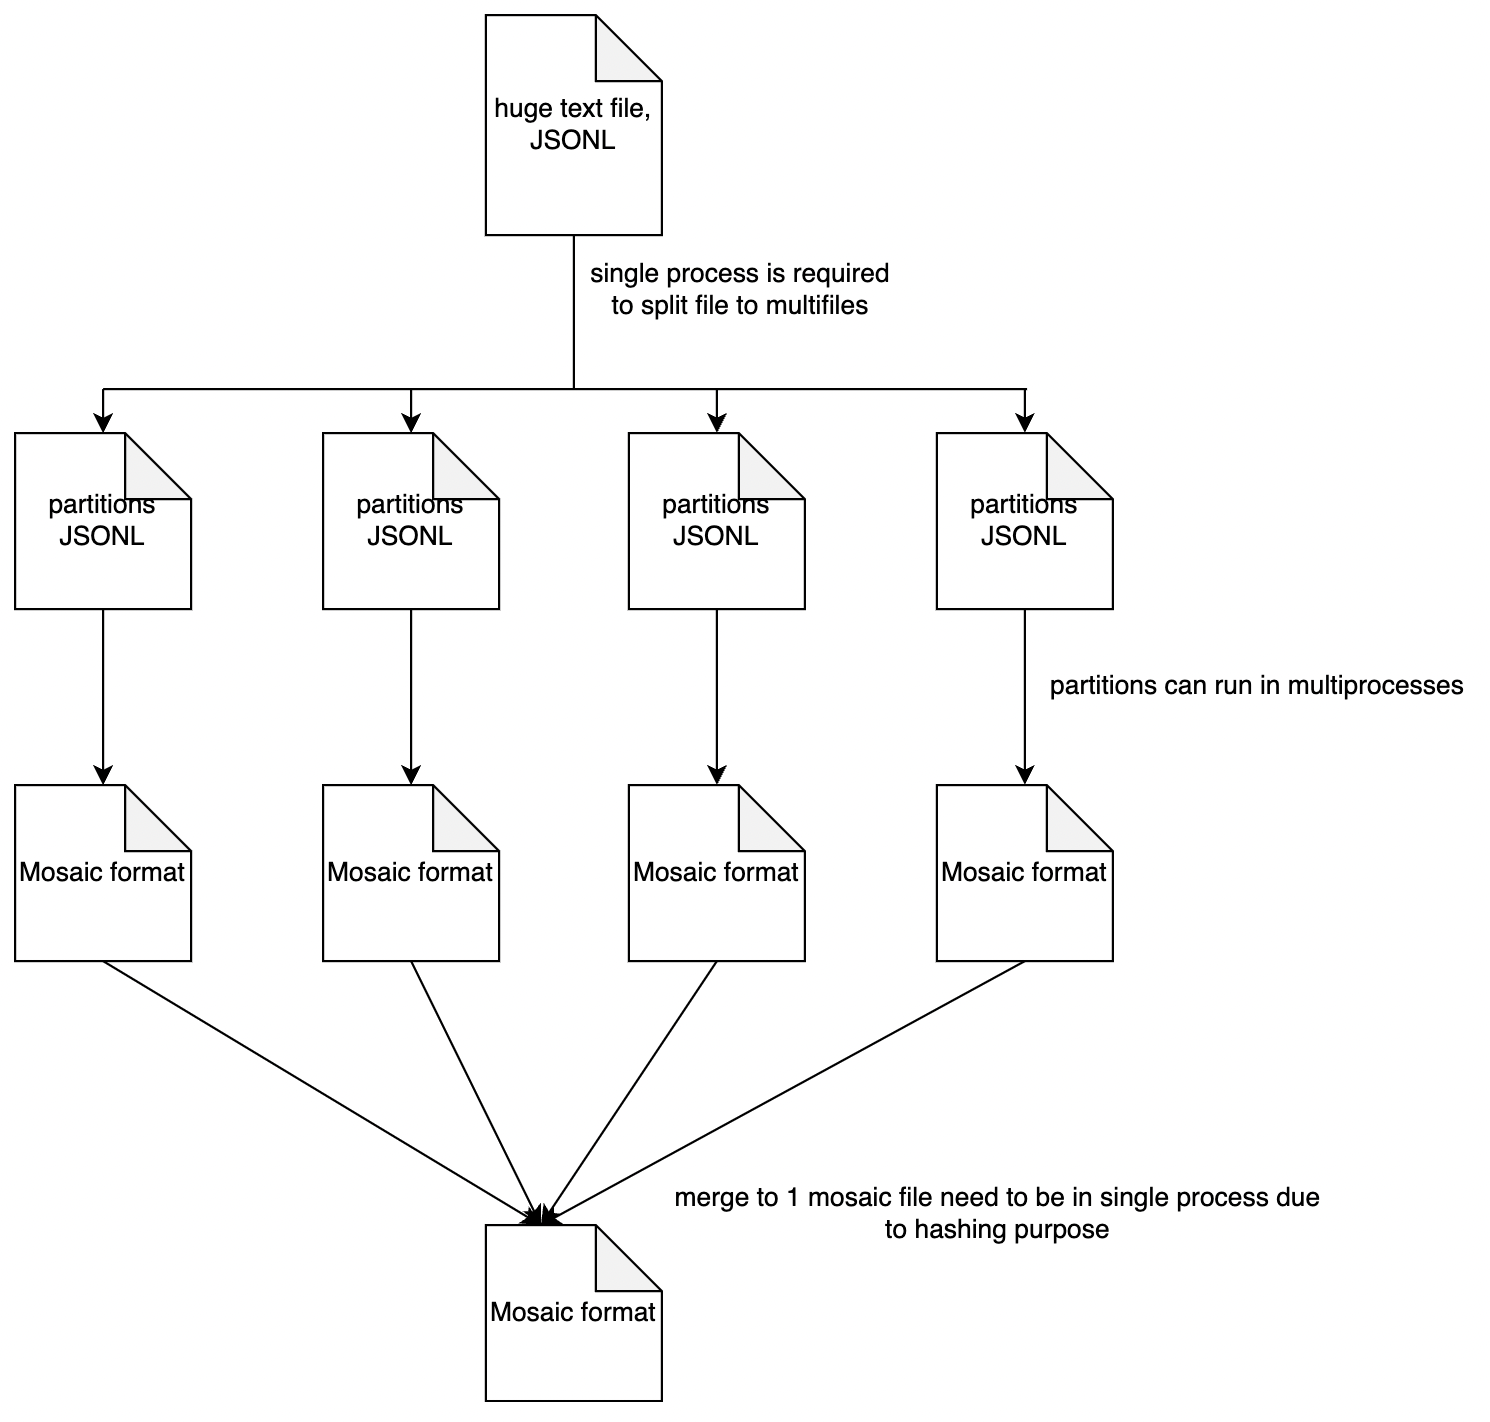 huge text file,
JSONL
single process is required
to split file to multifiles
partitions
JSONL
partitions
JSONL
partitions
JSONL
partitions
JSONL
partitions can run in multiprocesses
Mosaic format
Mosaic format
Mosaic format
Mosaic format
merge to 1 mosaic file need to be in single process due
to hashing purpose
Mosaic format